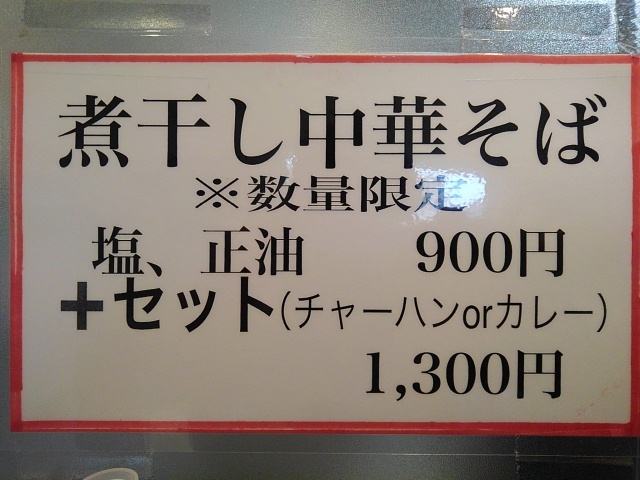 煮干し中華そば
※数量限定
塩、正油 900円
+セット(チャーハンorカレー)
1,300円